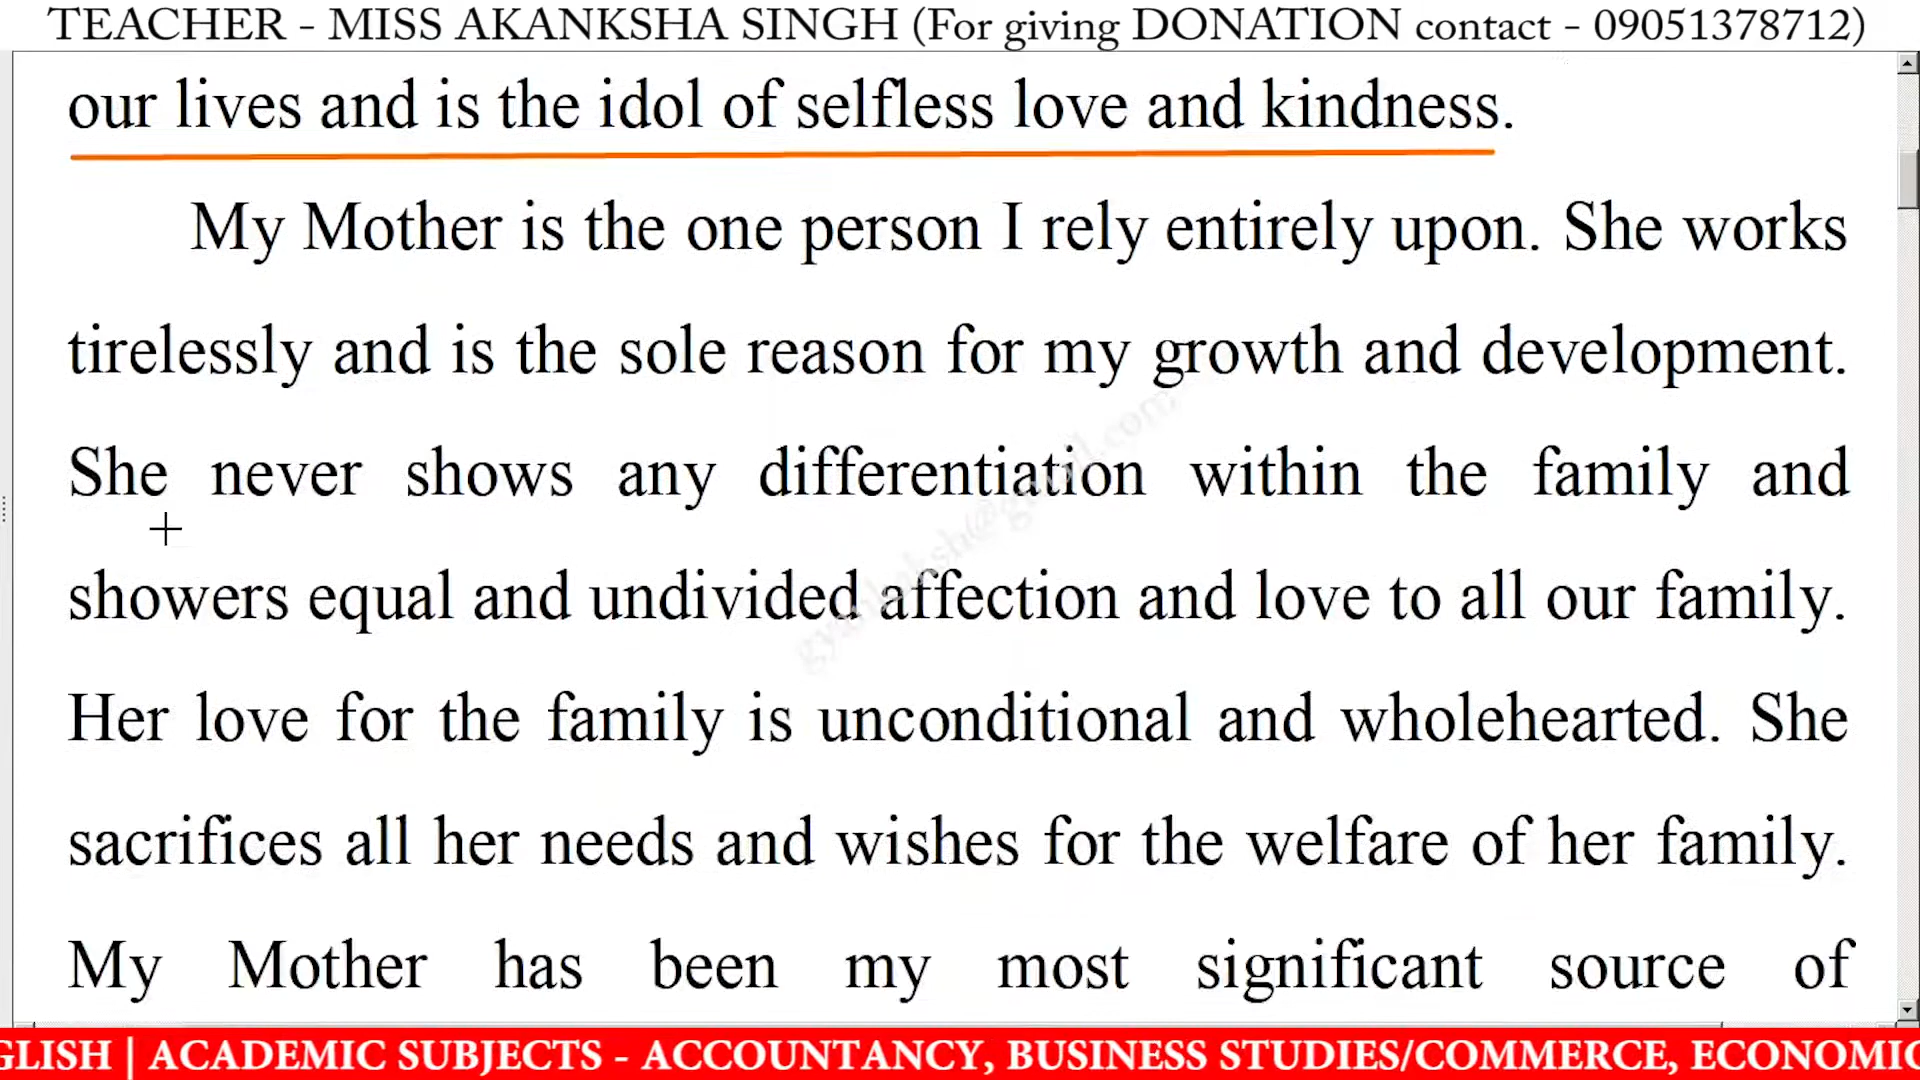 TEACHER - MISS AKANKSHA SINGH (For giving DONATION contact - 09051378712)
our lives and is the idol of selfless love and kindness.
My Mother is the one person I rely entirely upon. She works
tirelessly and is the sole reason for my growth and development.
She never shows any differentiation within the family and
showers equal and undivided affection and love to all our family.
Her love for the family is unconditional and wholehearted. She
sacrifices all her needs and wishes for the welfare of her family.
My Mother has been my most significant source of
GLISH | ACADEMIC SUBJECTS - ACCOUNTANCY, BUSINESS STUDIES/COMMERCE, ECONOMIC